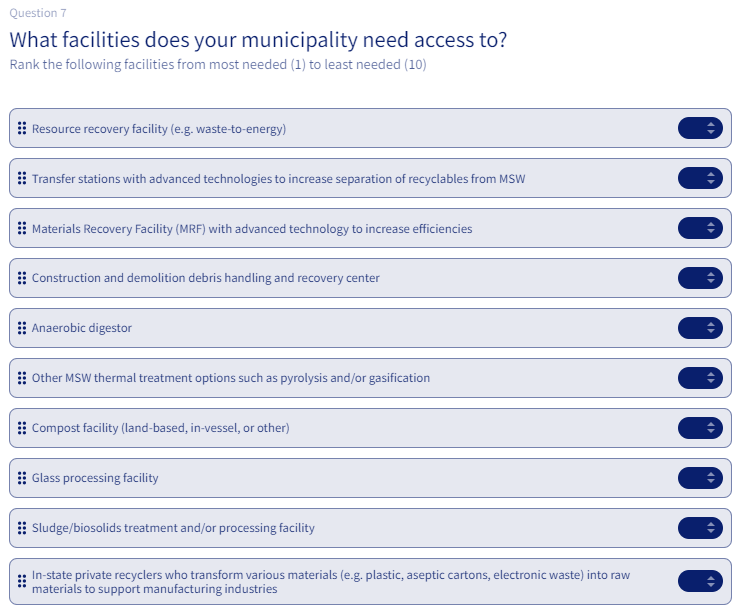 Question 7
What facilities does your municipality need access to?
Rank the following facilities from most needed (1) to least needed (10)
Resource recovery facility (e.g. waste-to-energy)
Transfer stations with advanced technologies to increase separation of recyclables from MSW
Materials Recovery Facility (MRF) with advanced technology to increase efficiencies
Construction and demolition debris handling and recovery center
Anaerobic digestor
Other MSW thermal treatment options such as pyrolysis and/or gasification
Compost facility (land-based, in-vessel, or other)
Glass processing facility
Sludge/biosolids treatment and/or processing facility
In-state private recyclers who transform various materials (e.g. plastic, aseptic cartons, electronic waste) into raw
materials to support manufacturing industries